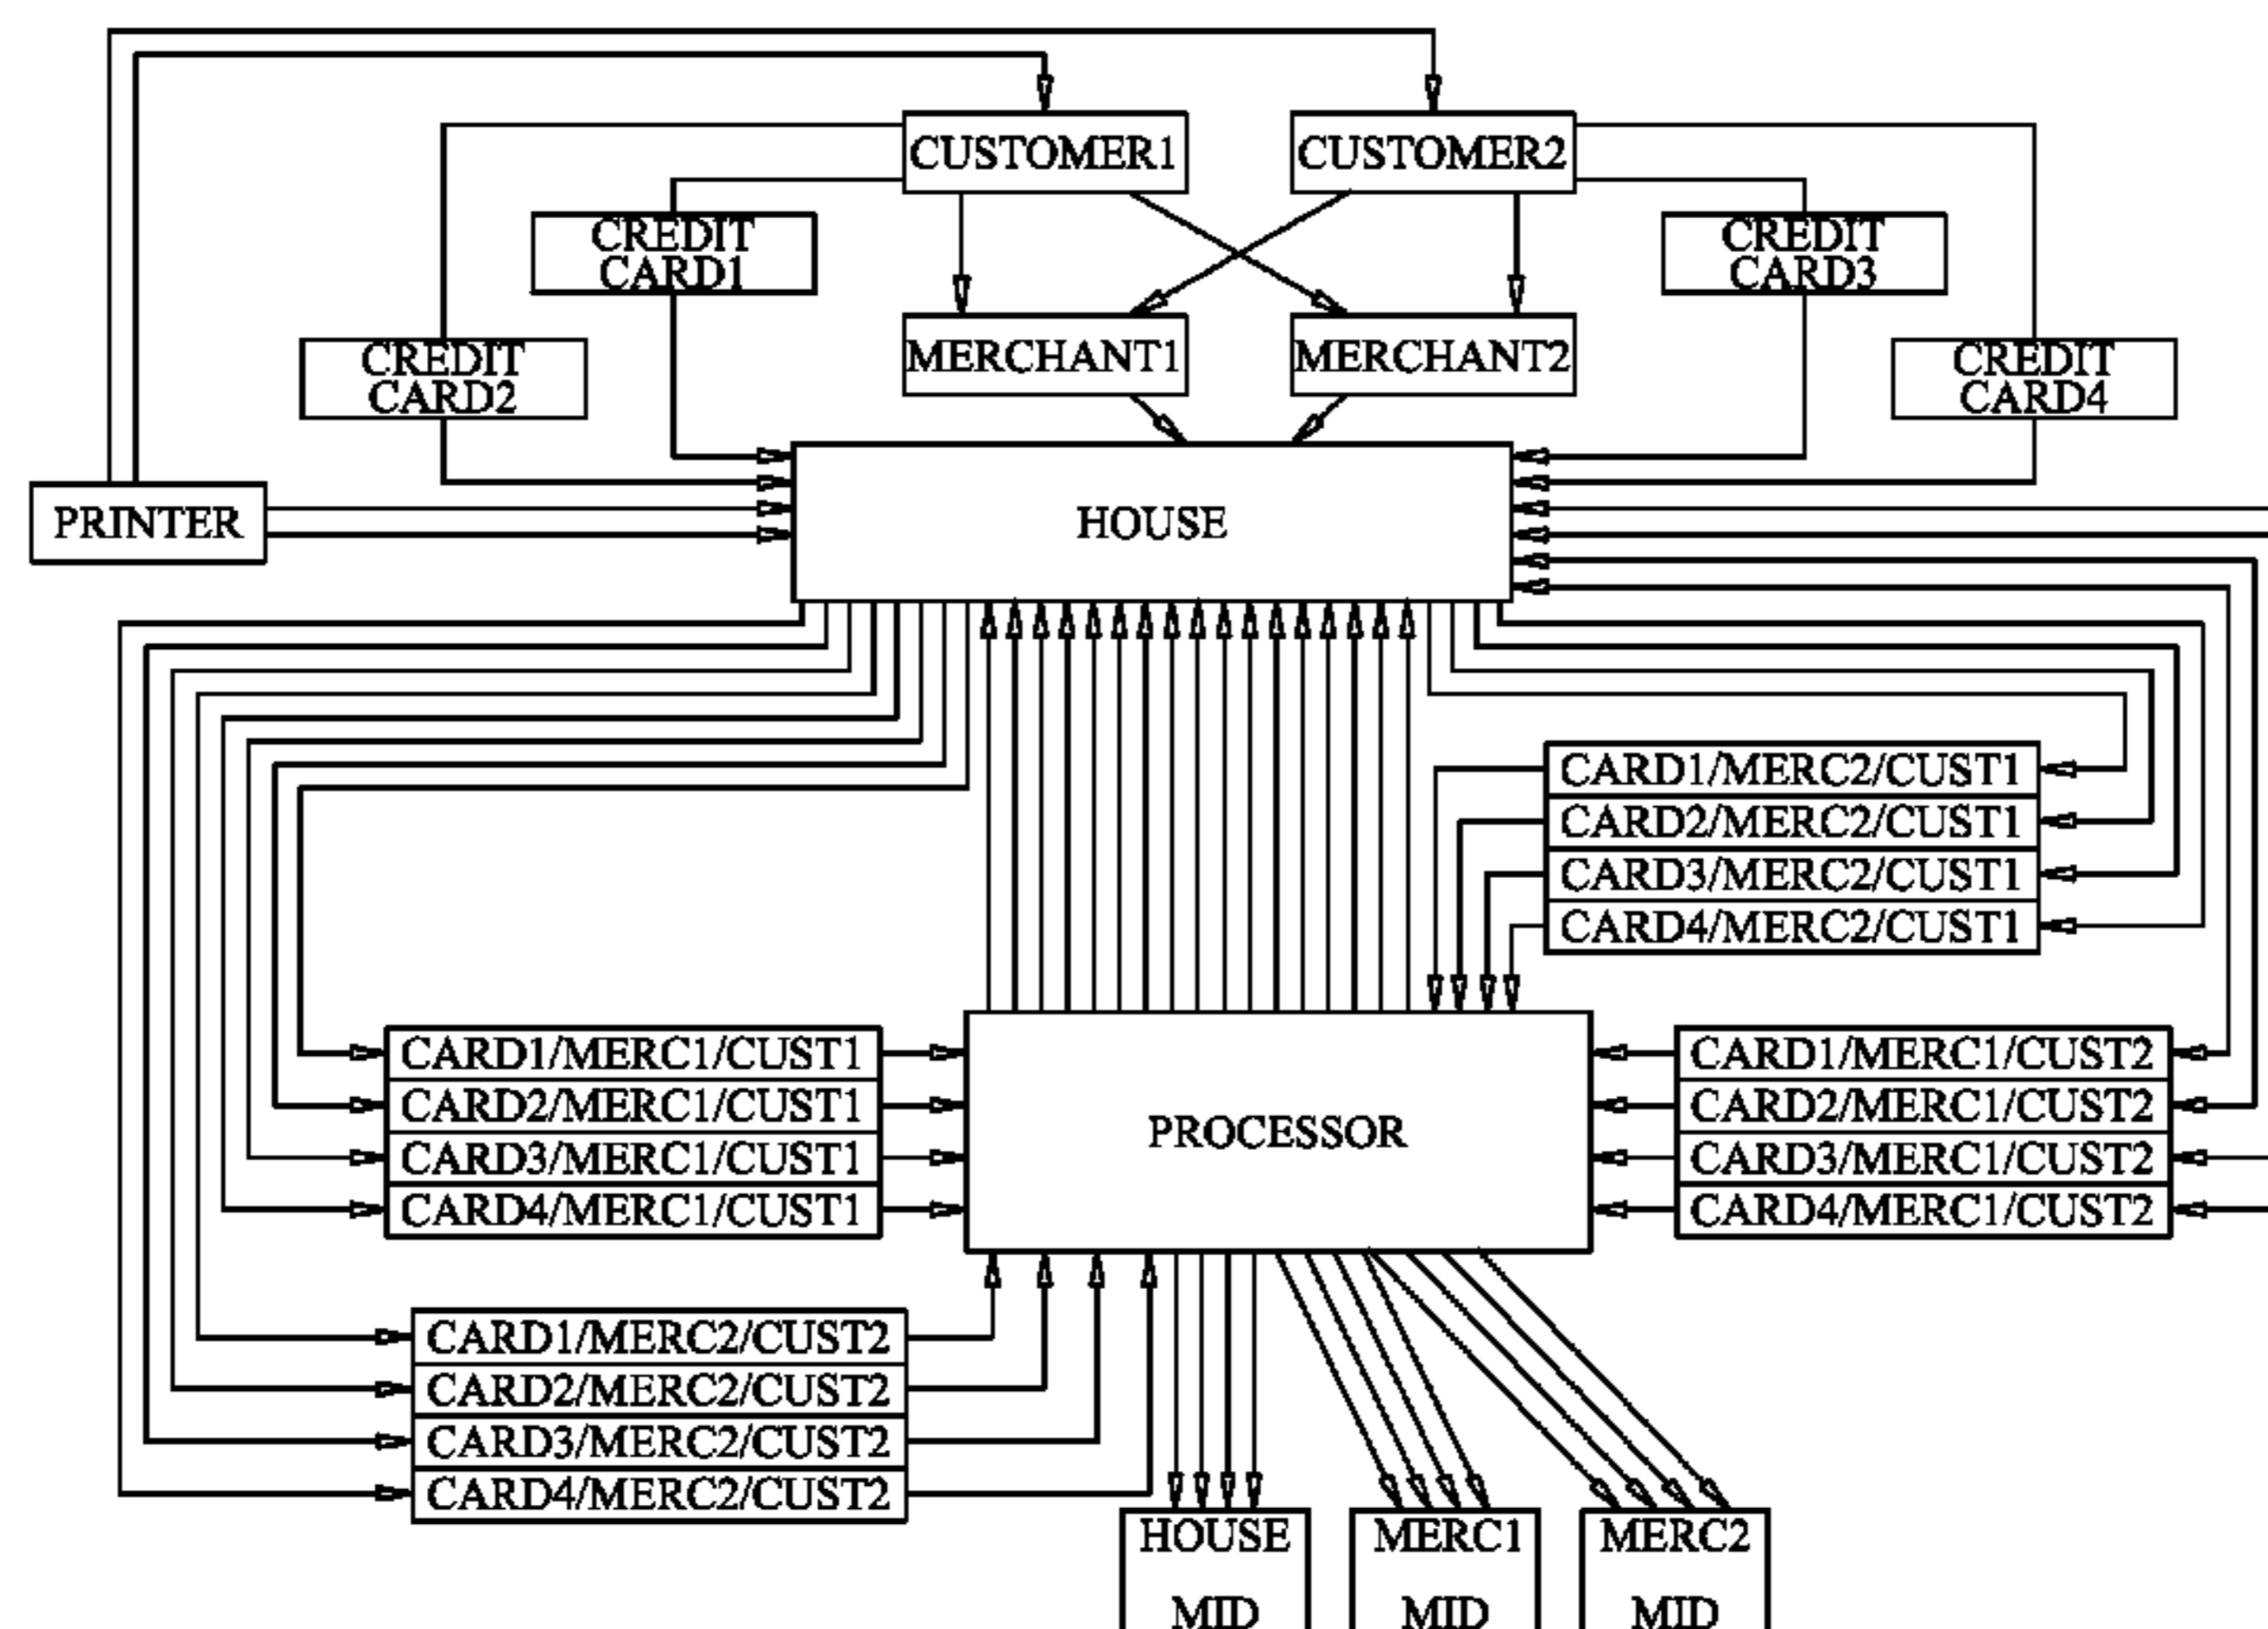 CUSTOMER1
CUSTOMER2
CREDIT
CARD1
CREDIT
CARD3
CREDIT
CARD2
MERCHANT1
MERCHANT2
CREDIT
CARD4
PRINTER
HOUSE
CARD1/MERC2/CUST1
CARD2/MERC2/CUST1
CARD3/MERC2/CUST1
CARD4/MERC2/CUST1
CARD1/MERC1/CUST1
CARD2/MERC1/CUST1
CARD3/MERC1/CUST1
CARD4/MERC1/CUST1
PROCESSOR
CARD1/MERC1/CUST2
CARD2/MERC1/CUST2
CARD3/MERC1/CUST2
CARD4/MERC1/CUST2
CARD1/MERC2/CUST2
CARD2/MERC2/CUST2
CARD3/MERC2/CUST2
CARD4/MERC2/CUST2
HOUSE
MID
MERC1
MID
MERC2
MID